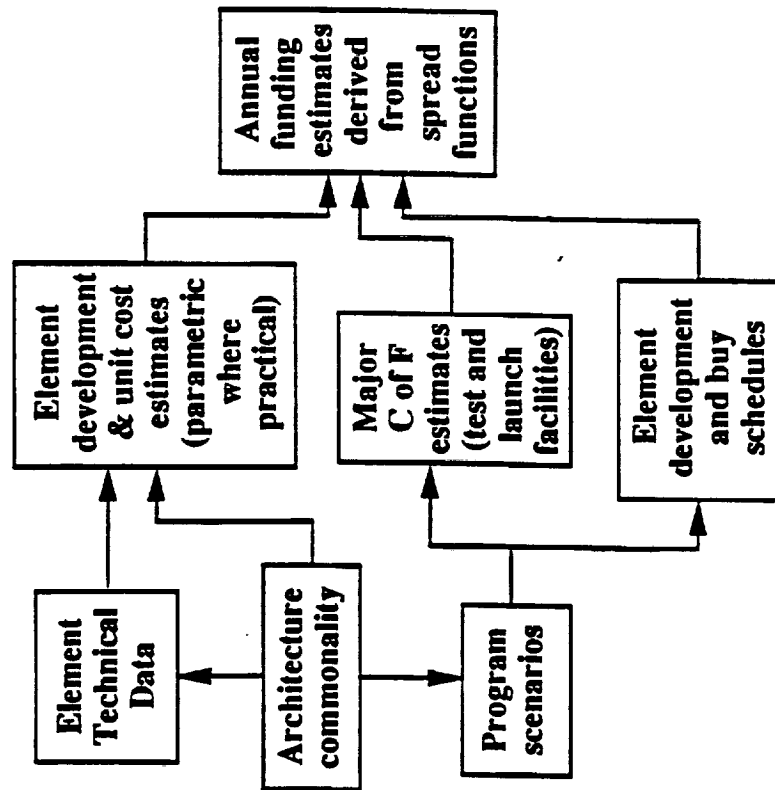 Element
Technical
Data
Architecture
commonality
Program
scenarios
Element
development
& unit cost
estimates
(parametric
where
practical)
Major
C of F
estimates
(test and
launch
facilities)
Element
development
and buy
schedules
Annual
funding
estimates
derived
from
spread
functions